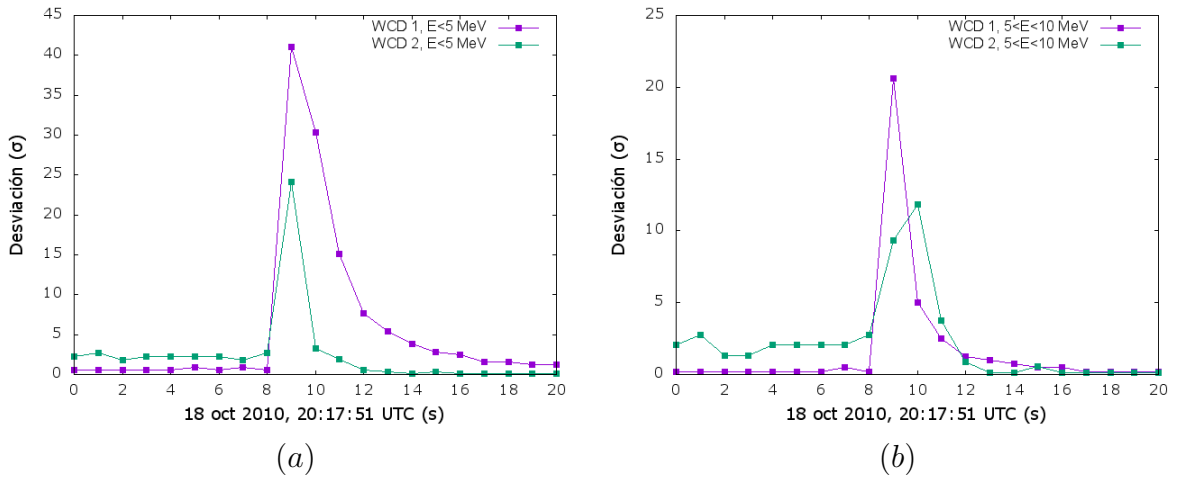 45
40
35
30
25
20
15
10
5
0
Desviación (σ)
WCD 1, E<5 MeV
WCD 2, E<5 MeV
0 2 4 6 8 10 12 14 16 18 20
18 oct 2010, 20:17:51 UTC (s)
(a)
25
20
15
10
5
0
Desviación (σ)
WCD 1, 5<E<10 MeV
WCD 2, 5<E<10 MeV
0 2 4 6 8 10 12 14 16 18 20
18 oct 2010, 20:17:51 UTC (s)
(b)